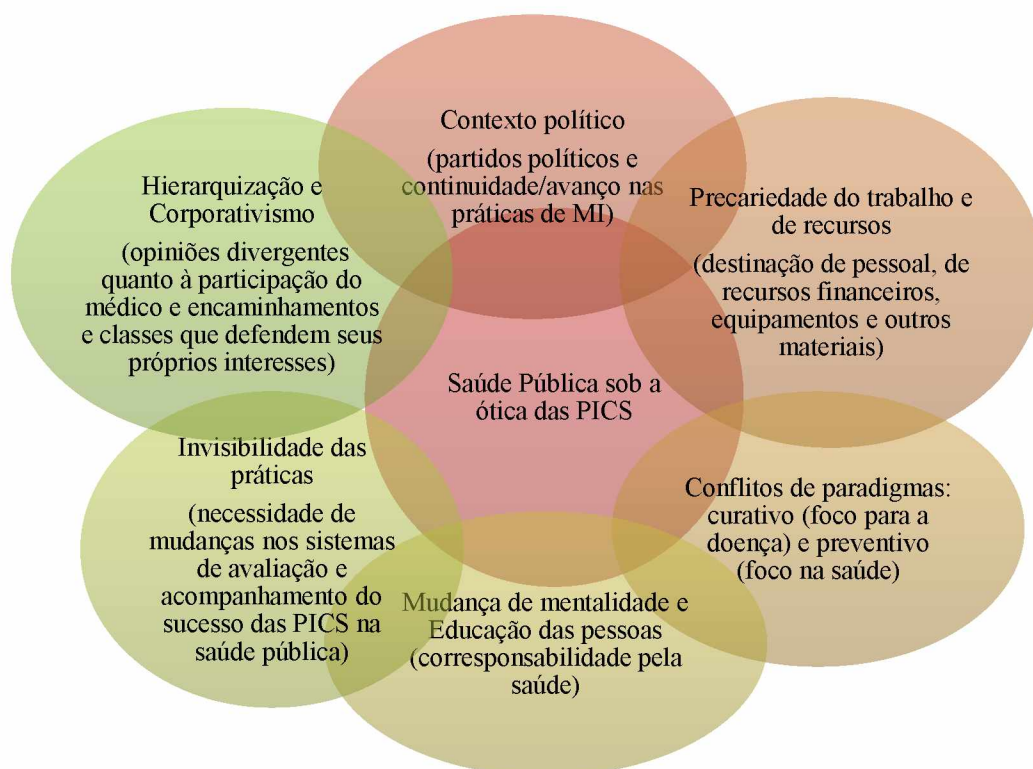 Contexto político
(partidos políticos e
continuidade/avanço nas
práticas de MI)
Precariedade do trabalho e
de recursos
(destinação de pessoal, de
recursos financeiros,
equipamentos e outros
materiais)
Conflitos de paradigmas:
curativo (foco para a
doença) e preventivo
(foco na saúde)
Mudança de mentalidade e
Educação das pessoas
(corresponsabilidade pela
saúde)
Invisibilidade das
práticas
(necessidade de
mudanças nos sistemas
de avaliação e
acompanhamento do
sucesso das PICS na
saúde pública)
Hierarquização e
Corporativismo
(opiniões divergentes
quanto à participação do
médico e encaminhamentos
e classes que defendem seus
próprios interesses)
Saúde Pública sob a
ótica das PICS